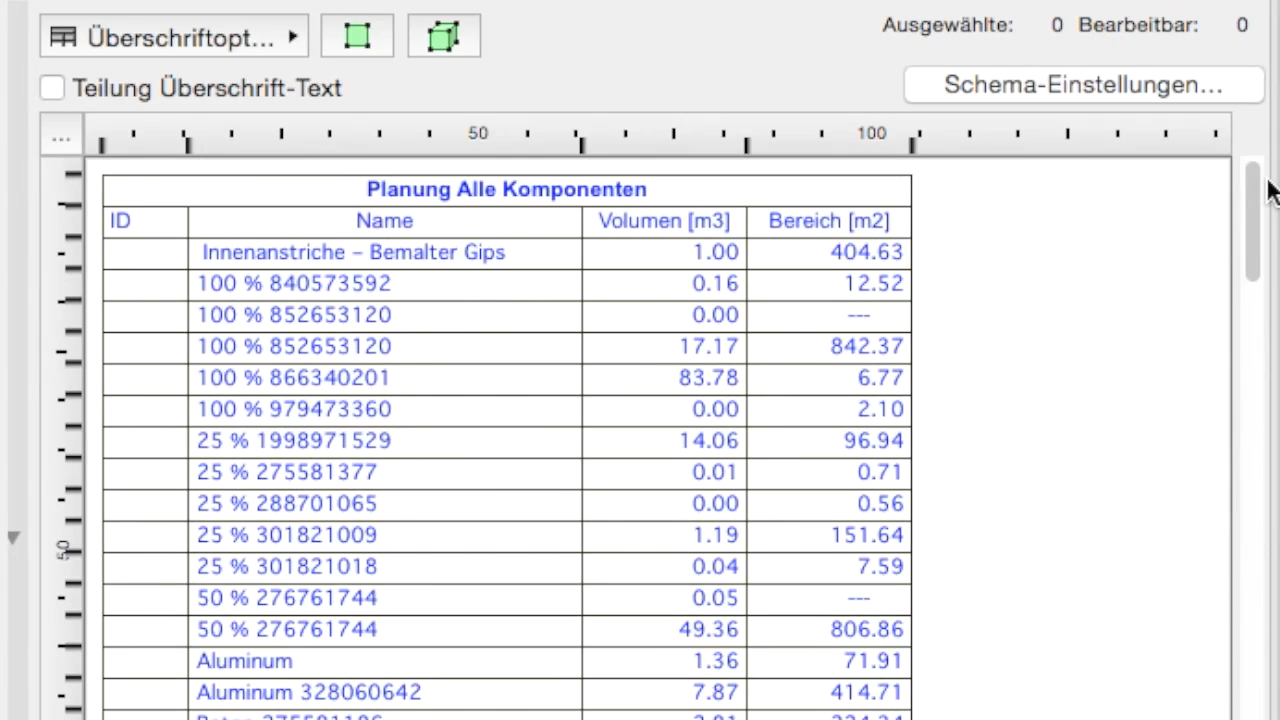 Überschriftopt...
Ausgewählte: 0 Bearbeitbar: 0
Teilung Überschrift-Text
Schema-Einstellungen...
...
50 100
Planung Alle Komponenten
ID Name Volumen [m3] Bereich [m2]
Innenanstriche – Bemalter Gips 1.00 404.63
100 % 840573592 0.16 12.52
100 % 852653120 0.00 ---
100 % 852653120 17.17 842.37
100 % 866340201 83.78 6.77
100 % 979473360 0.00 2.10
25 % 1998971529 14.06 96.94
25 % 275581377 0.01 0.71
25 % 288701065 0.00 0.56
25 % 301821009 1.19 151.64
50
25 % 301821018 0.04 7.59
50 % 276761744 0.05 ---
50 % 276761744 49.36 806.86
Aluminum 1.36 71.91
Aluminum 328060642 7.87 414.71